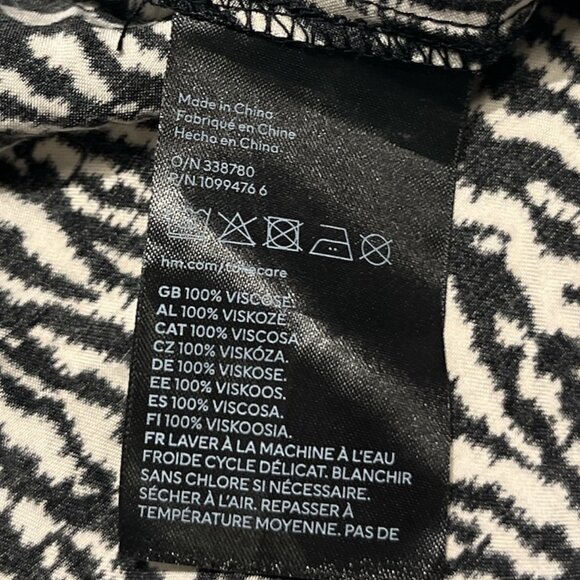 Made in China
Fabriqué en Chine
Hecho en China
O/N 338780
P/N 1099476 6
hm.com/takecare
GB 100% VISCOSE.
AL 100% VISKOZË
CAT 100% VISCOSA
CZ 100% VISKÓZA.
DE 100% VISKOSE.
EE 100% VISKOOS.
ES 100% VISCOSA.
FI 100% VISKOOSIA.
FR LAVER À LA MACHINE À L'EAU
FROIDE CYCLE DÉLICAT. BLANCHIR
SANS CHLORE SI NÉCESSAIRE.
SÉCHER À L'AIR. REPASSER À
TEMPÉRATURE MOYENNE. PAS DE